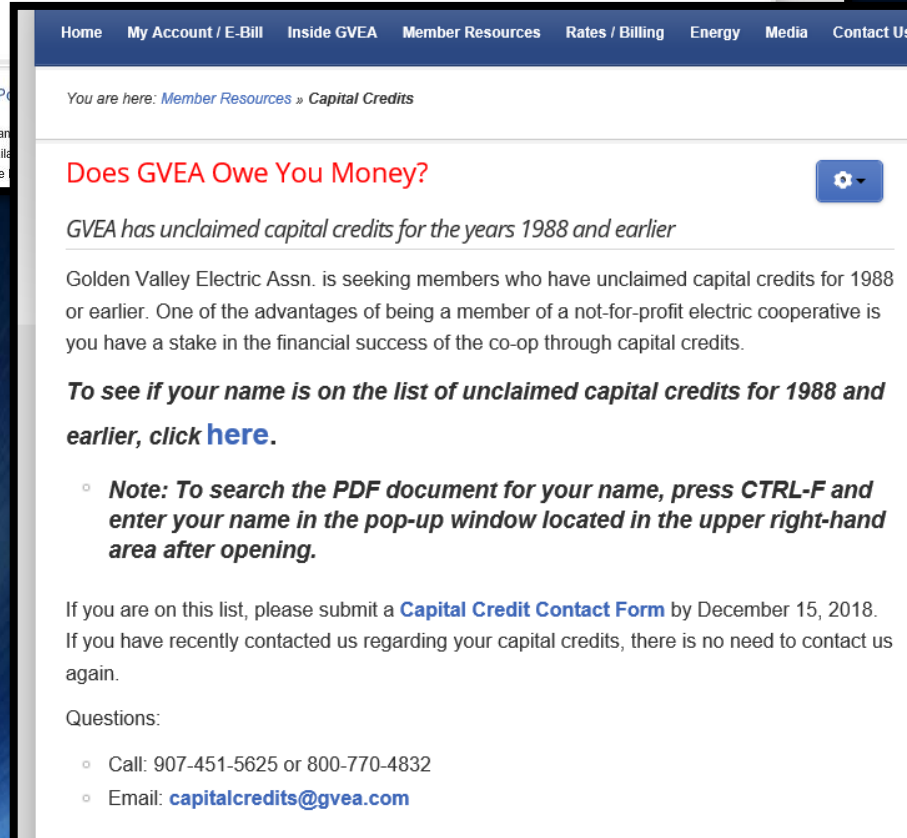 Home My Account / E-Bill Inside GVEA Member Resources Rates / Billing Energy Media Contact Us
You are here: Member Resources » Capital Credits
Does GVEA Owe You Money?
GVEA has unclaimed capital credits for the years 1988 and earlier
Golden Valley Electric Assn. is seeking members who have unclaimed capital credits for 1988
or earlier. One of the advantages of being a member of a not-for-profit electric cooperative is
you have a stake in the financial success of the co-op through capital credits.
To see if your name is on the list of unclaimed capital credits for 1988 and
earlier, click here.
Note: To search the PDF document for your name, press CTRL-F and
enter your name in the pop-up window located in the upper right-hand
area after opening.
If you are on this list, please submit a Capital Credit Contact Form by December 15, 2018.
If you have recently contacted us regarding your capital credits, there is no need to contact us
again.
Questions:
Call: 907-451-5625 or 800-770-4832
Email: capitalcredits@gvea.com